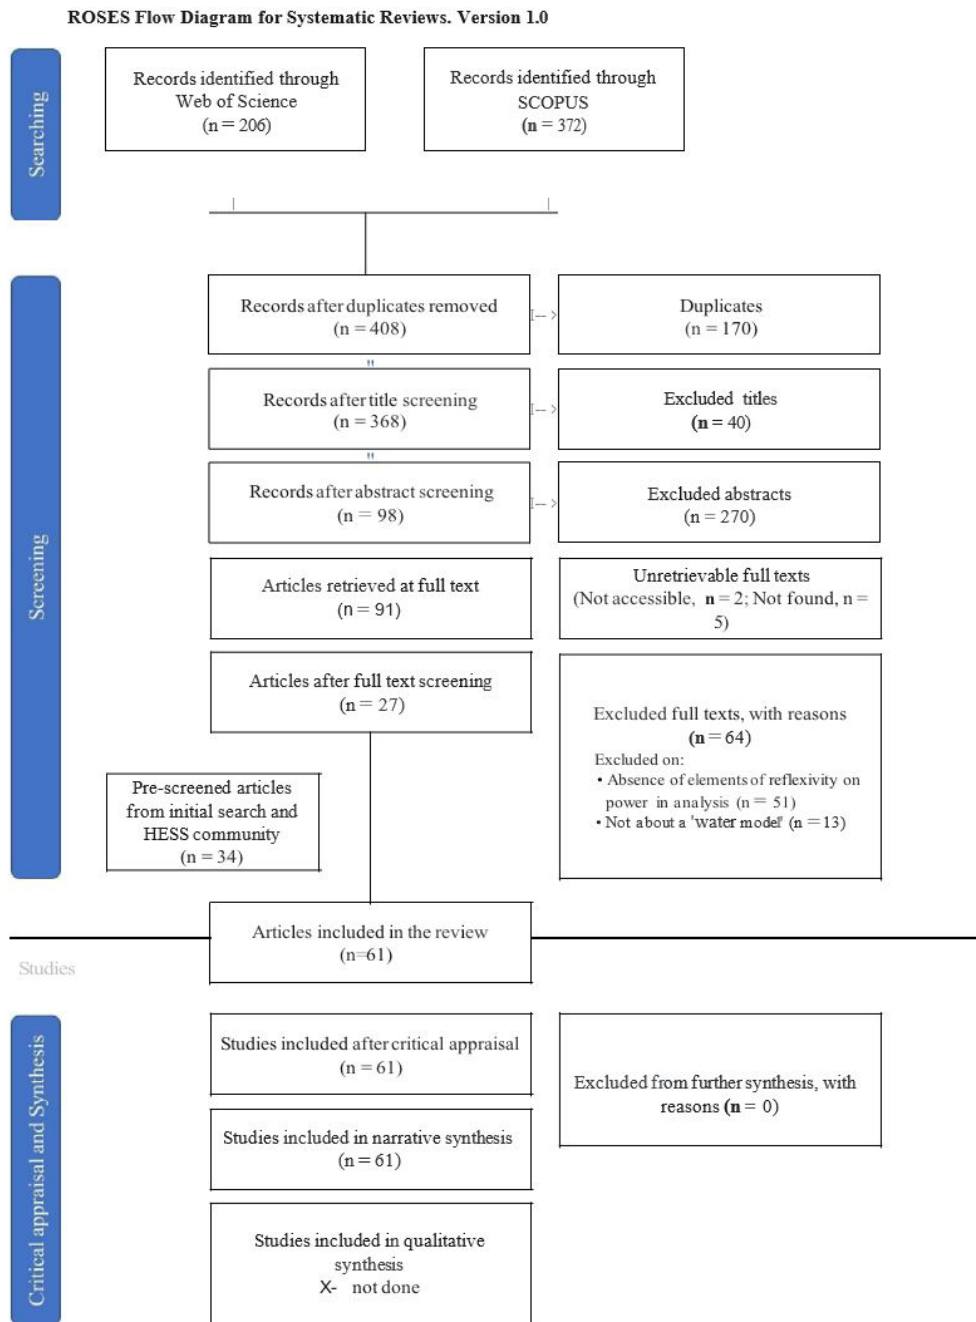 ROSES Flow Diagram for Systematic Reviews. Version 1.0
Searching
Records identified through
Web of Science
(n = 206)
Records identified through
SCOPUS
(n = 372)
Screening
Records after duplicates removed
(n = 408)
Duplicates
(n = 170)
Records after title screening
(n = 368)
Excluded titles
(n = 40)
Records after abstract screening
(n = 98)
Excluded abstracts
(n = 270)
Articles retrieved at full text
(n = 91)
Unretrievable full texts
(Not accessible, n = 2; Not found, n =
5)
Articles after full text screening
(n = 27)
Excluded full texts, with reasons
(n = 64)
Excluded on:
• Absence of elements of reflexivity on
power in analysis (n = 51)
• Not about a 'water model' (n = 13)
Pre-screened articles
from initial search and
HESS community
(n = 34)
Articles included in the review
(n=61)
Studies
Critical appraisal and Synthesis
Studies included after critical appraisal
(n = 61)
Excluded from further synthesis, with
reasons (n = 0)
Studies included in narrative synthesis
(n = 61)
Studies included in qualitative
synthesis
X- not done